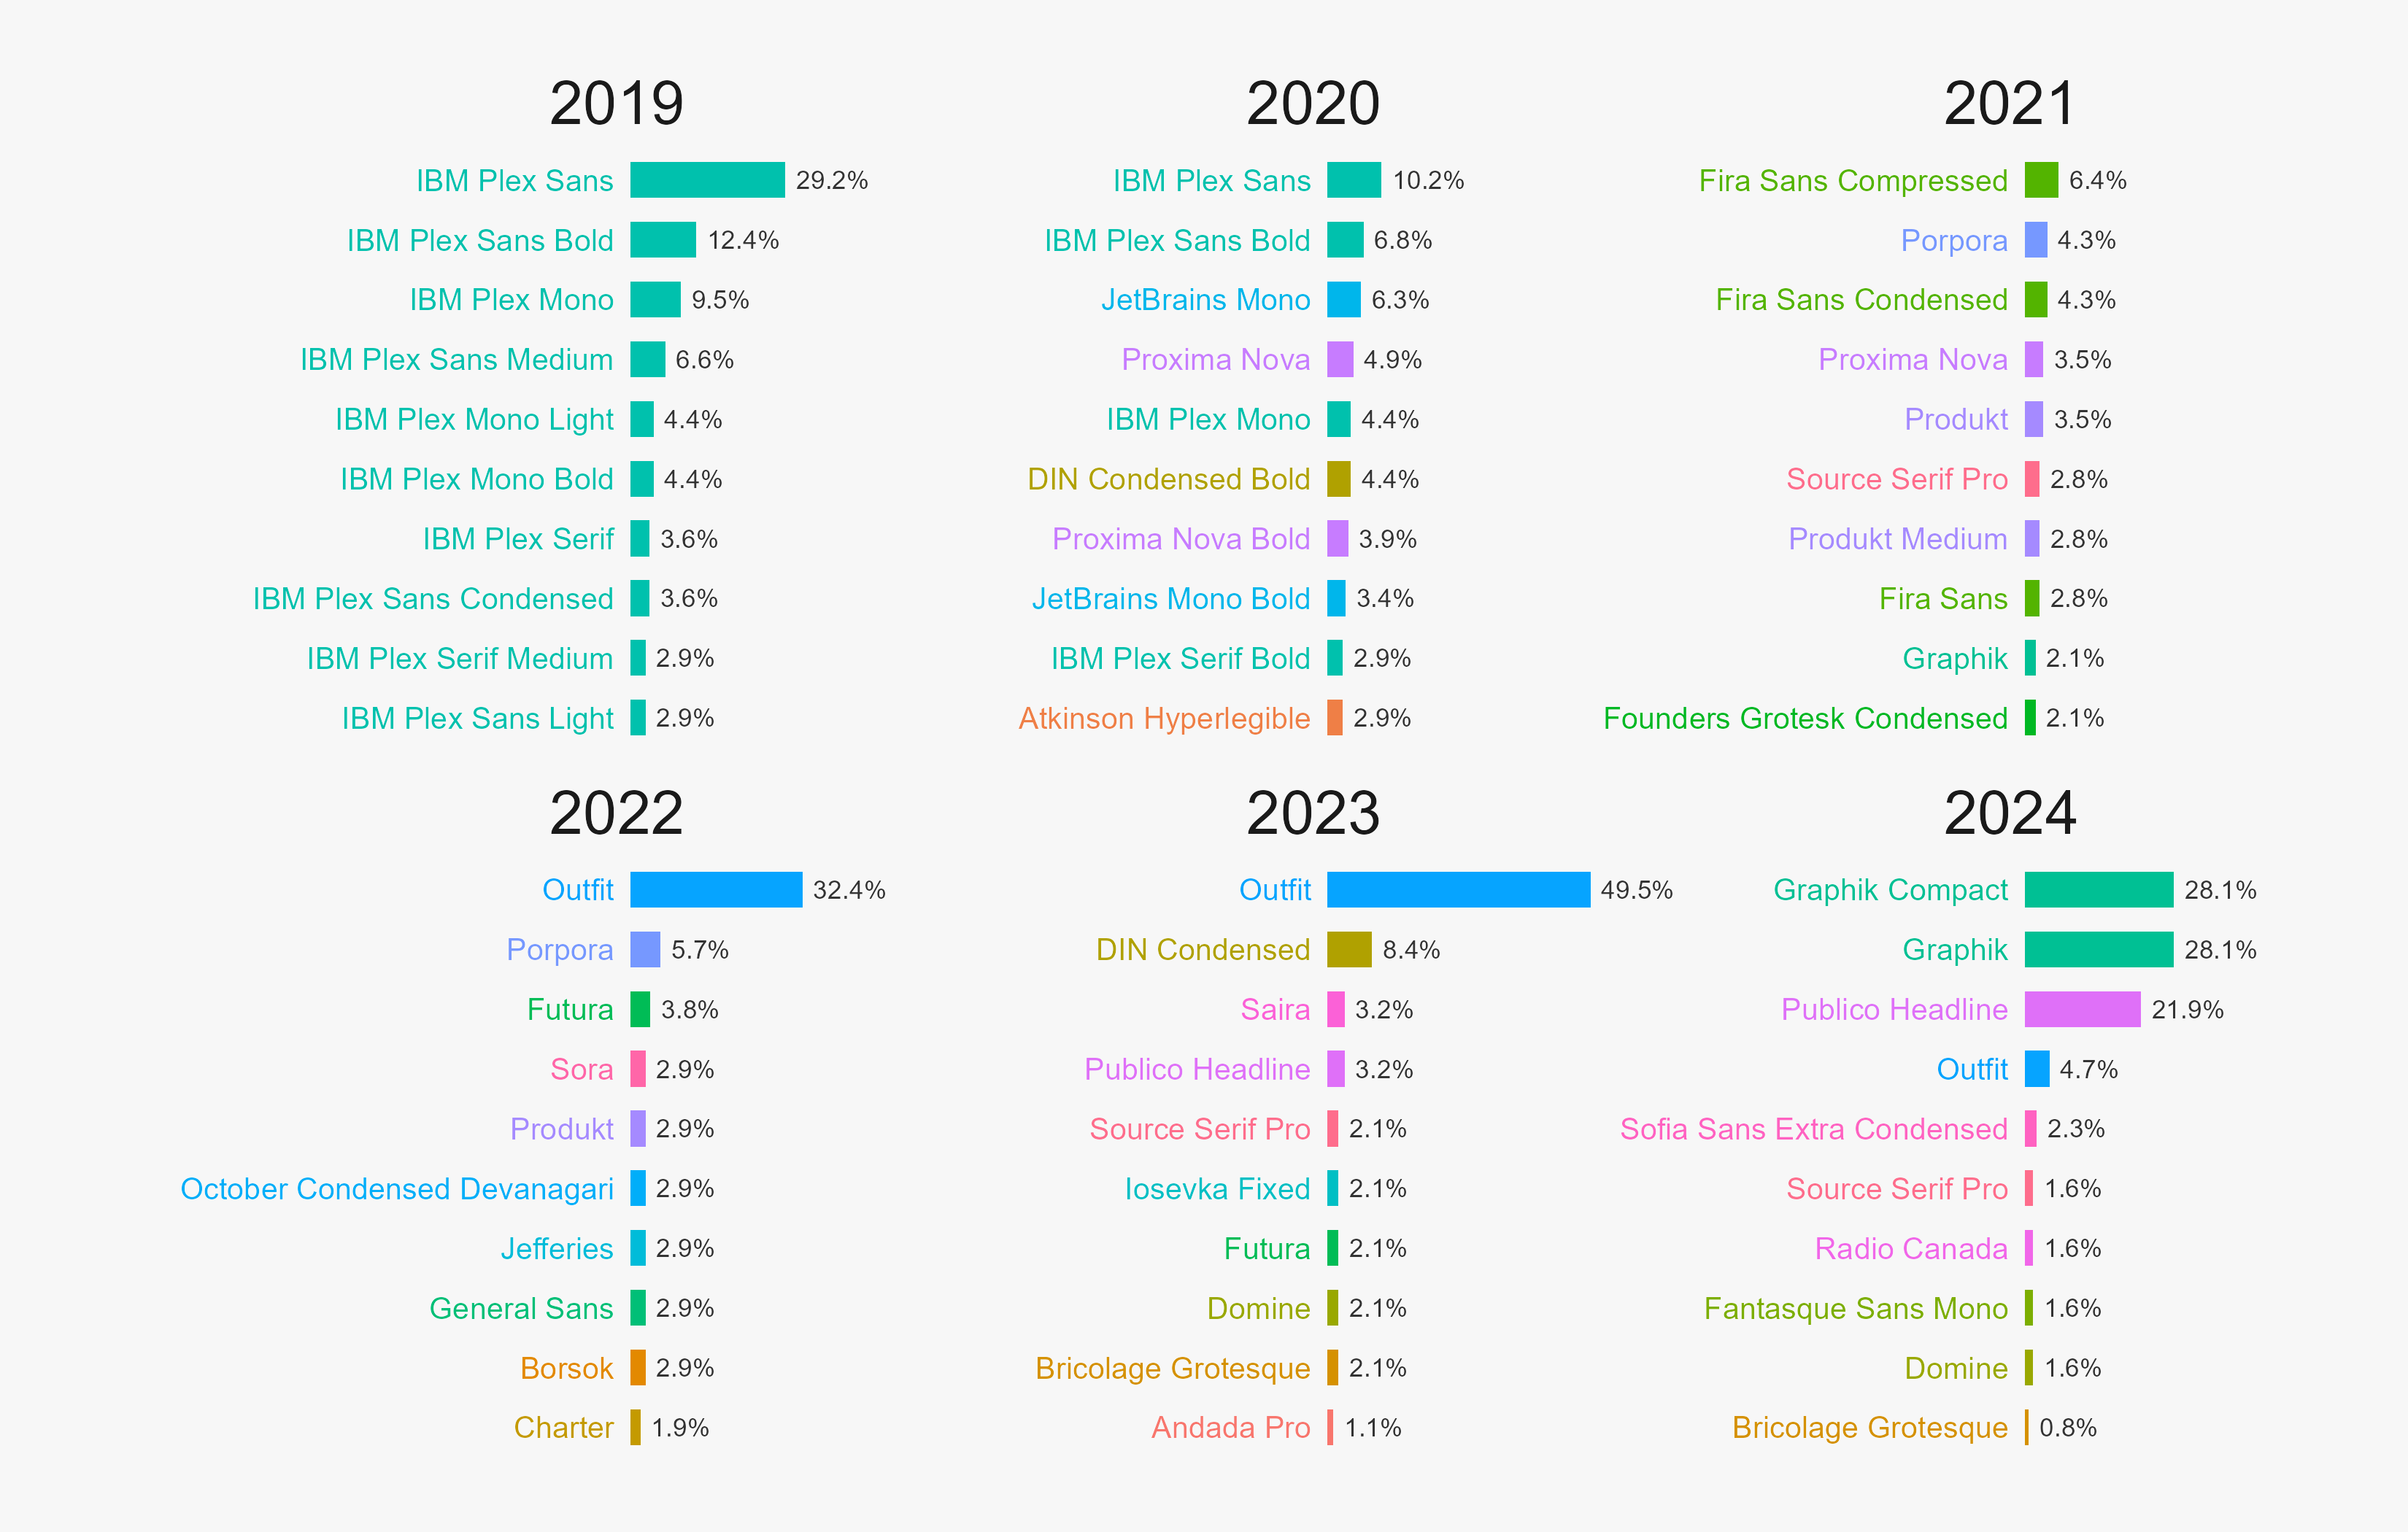 2019
IBM Plex Sans 29.2%
IBM Plex Sans Bold 12.4%
IBM Plex Mono 9.5%
IBM Plex Sans Medium 6.6%
IBM Plex Mono Light 4.4%
IBM Plex Mono Bold 4.4%
IBM Plex Serif 3.6%
IBM Plex Sans Condensed 3.6%
IBM Plex Serif Medium 2.9%
IBM Plex Sans Light 2.9%
2020
IBM Plex Sans 10.2%
IBM Plex Sans Bold 6.8%
JetBrains Mono 6.3%
Proxima Nova 4.9%
IBM Plex Mono 4.4%
DIN Condensed Bold 4.4%
Proxima Nova Bold 3.9%
JetBrains Mono Bold 3.4%
IBM Plex Serif Bold 2.9%
Atkinson Hyperlegible 2.9%
2021
Fira Sans Compressed 6.4%
Porpora 4.3%
Fira Sans Condensed 4.3%
Proxima Nova 3.5%
Produkt 3.5%
Source Serif Pro 2.8%
Produkt Medium 2.8%
Fira Sans 2.8%
Graphik 2.1%
Founders Grotesk Condensed 2.1%
2022
Outfit 32.4%
Porpora 5.7%
Futura 3.8%
Sora 2.9%
Produkt 2.9%
October Condensed Devanagari 2.9%
Jefferies 2.9%
General Sans 2.9%
Borsok 2.9%
Charter 1.9%
2023
Outfit 49.5%
DIN Condensed 8.4%
Saira 3.2%
Publico Headline 3.2%
Source Serif Pro 2.1%
Iosevka Fixed 2.1%
Futura 2.1%
Domine 2.1%
Bricolage Grotesque 2.1%
Andada Pro 1.1%
2024
Graphik Compact 28.1%
Graphik 28.1%
Publico Headline 21.9%
Outfit 4.7%
Sofia Sans Extra Condensed 2.3%
Source Serif Pro 1.6%
Radio Canada 1.6%
Fantasque Sans Mono 1.6%
Domine 1.6%
Bricolage Grotesque 0.8%